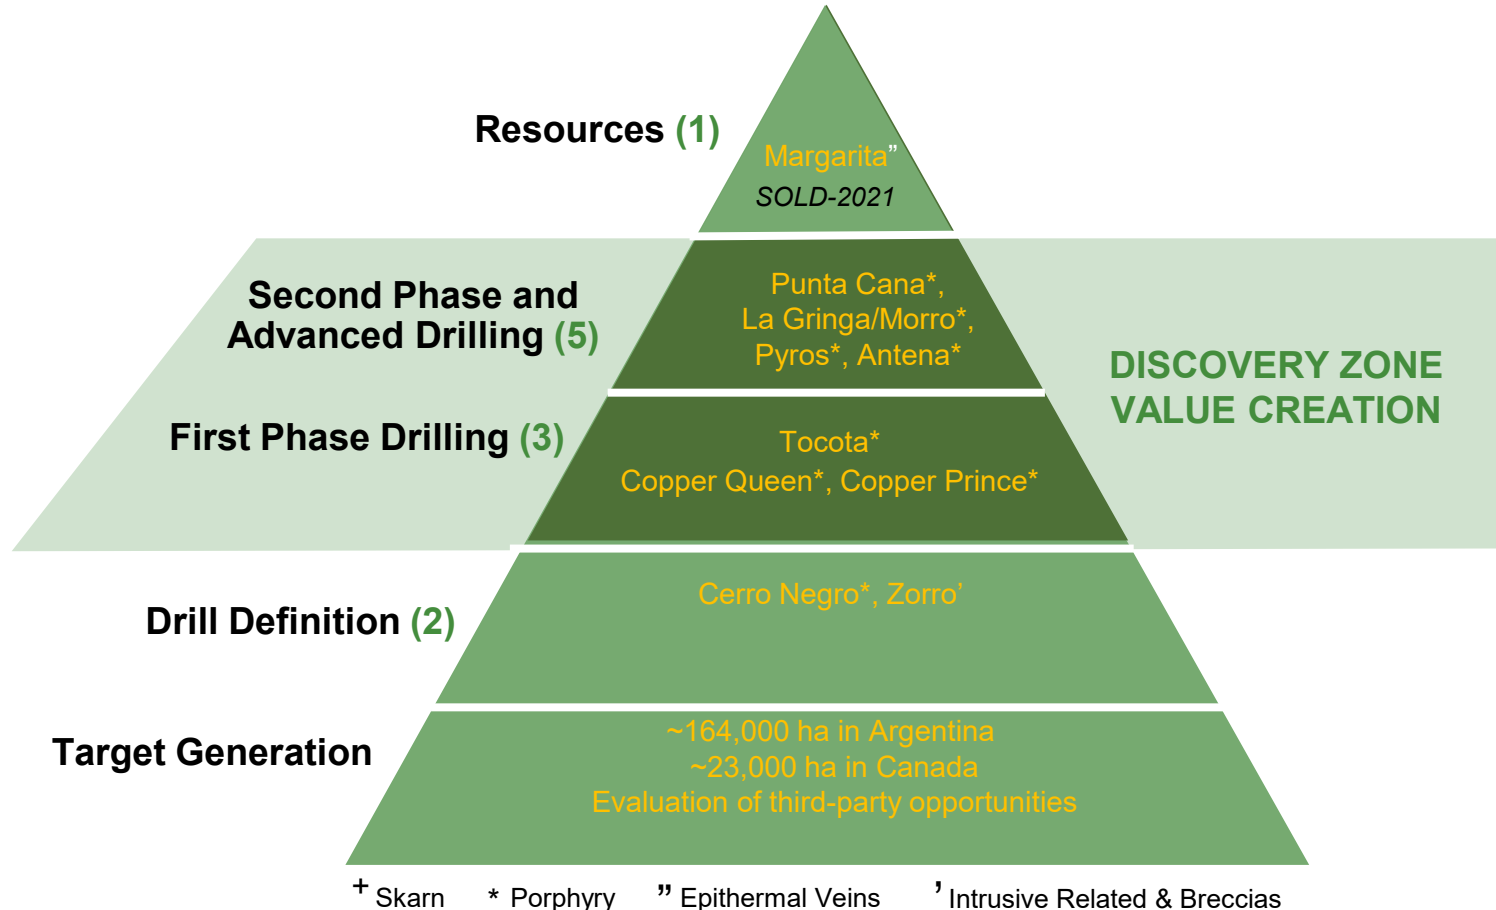 Resources (1)
Margarita”
SOLD-2021
Second Phase and
Advanced Drilling (5)
Punta Cana*,
La Gringa/Morro*,
Pyros*, Antena*
DISCOVERY ZONE
VALUE CREATION
First Phase Drilling (3)
Tocota*
Copper Queen*, Copper Prince*
Drill Definition (2)
Cerro Negro*, Zorro’
Target Generation
~164,000 ha in Argentina
~23,000 ha in Canada
Evaluation of third-party opportunities
+ Skarn * Porphyry ” Epithermal Veins ’ Intrusive Related & Breccias